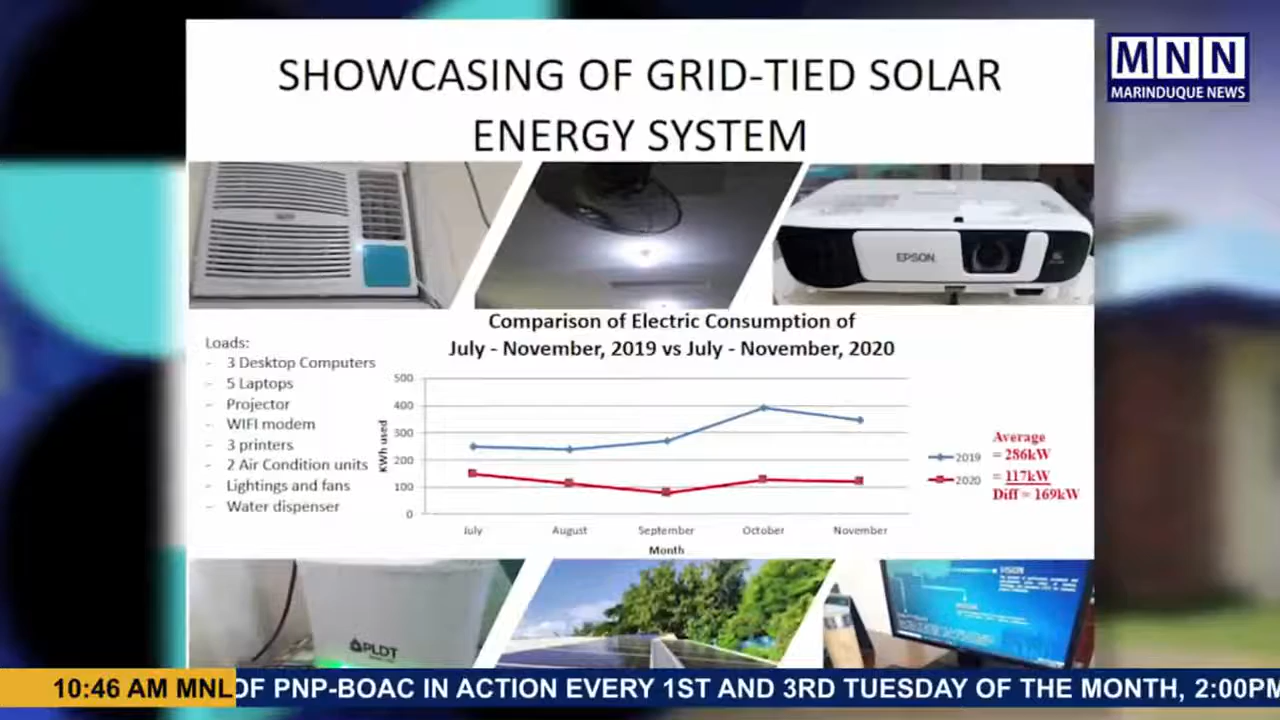 SHOWCASING OF GRID-TIED SOLAR
ENERGY SYSTEM
MNN
MARINDUQUE NEWS
EPSON
Loads:
- 3 Desktop Computers
- 5 Laptops
- Projector
- WIFI modem
- 3 printers
- 2 Air Condition units
- Lightings and fans
- Water dispenser
Comparison of Electric Consumption of
July - November, 2019 vs July - November, 2020
KWh used
500
400
300
200
100
0
July August September October November
Month
2019
2020
Average
= 286kW
= 117kW
Diff = 169kW
PLDT
VISION
10:46 AM MNL
OF PNP-BOAC IN ACTION EVERY 1ST AND 3RD TUESDAY OF THE MONTH, 2:00PM